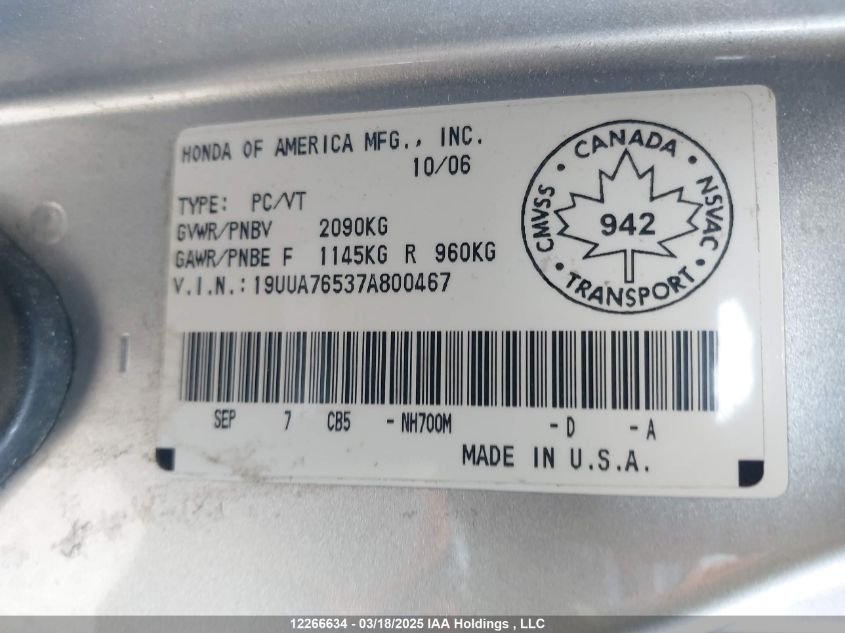 HONDA OF AMERICA MFG., INC.
10/06
TYPE: PC/VT
GVWR/PNBV 2090KG
GAWR/PNBE F 1145KG R 960KG
V.I.N.: 19UUA76537A800467
CANADA
CMVSS
NSVAC
942
TRANSPORT
SEP 7 CB5 -NH700M -D -A
MADE IN U.S.A.
12266634 - 03/18/2025 IAA Holdings , LLC